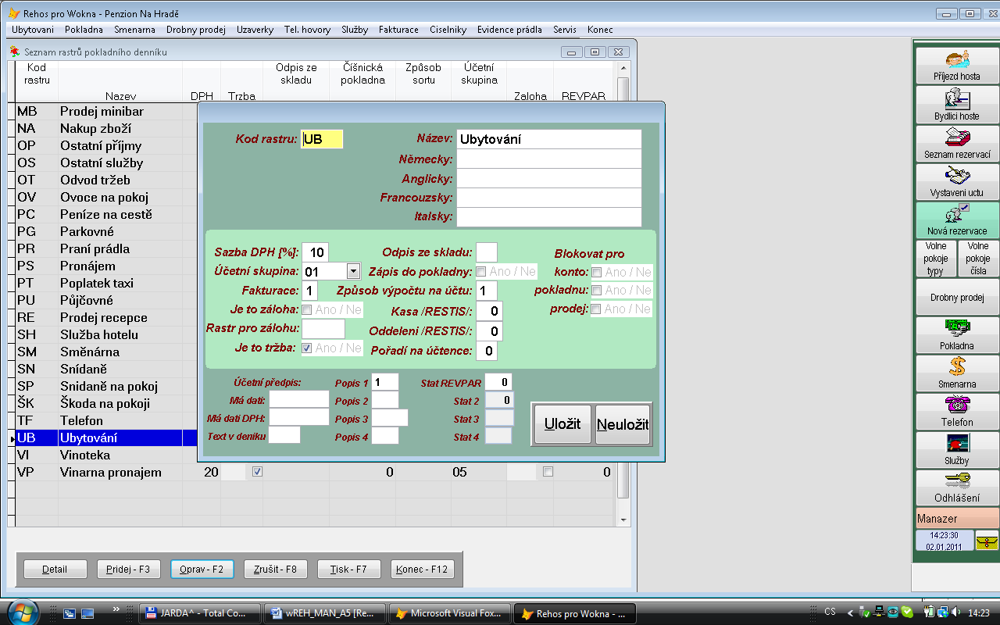 Rehos pro Wokna - Penzion Na Hradě
Ubytovani Pokladna Smenarna Drobny prodej Uzaverky Tel. hovory Služby Fakturace Ciselniky Evidence prádla Servis Konec
Seznam rastrů pokladního denníku
Kod rastru Nazev DPH Trzba Odpis ze skladu Číšnická pokladna Způsob sortu Účetní skupina Zaloha REVPAR
MB Prodej minibar
NA Nakup zboží
OP Ostatní příjmy
OS Ostatní služby
OT Odvod tržeb
OV Ovoce na pokoj
PC Peníze na cestě
PG Parkovné
PR Praní prádla
PS Pronájem
PT Poplatek taxi
PU Půjčovné
RE Prodej recepce
SH Služba hotelu
SM Směnárna
SN Snídaně
SP Snidaně na pokoj
ŠK Škoda na pokoji
TF Telefon
UB Ubytování
VI Vinoteka
VP Vinarna pronajem 20 0 05 0
Kod rastru: UB Název: Ubytování
Německy:
Anglicky:
Francouzsky:
Italsky:
Sazba DPH [%]: 10 Odpis ze skladu: Blokovat pro
Účetní skupina: 01 Zápis do pokladny: Ano / Ne konto: Ano / Ne
Fakturace: 1 Způsob výpočtu na účtu: 1 pokladnu: Ano / Ne
Je to záloha: Ano / Ne Kasa /RESTIS/: 0 prodej: Ano / Ne
Rastr pro zálohu: Oddeleni /RESTIS/: 0
Je to tržba: Ano / Ne Pořadí na účtence: 0
Účetní předpis: Popis 1 1 Stat REVPAR 0
Má dati: Popis 2 Stat 2 0
Má dati DPH: Popis 3 Stat 3
Text v deniku Popis 4 Stat 4
Uložit Neuložit
Detail Pridej - F3 Oprav - F2 Zrušit - F8 Tisk - F7 Konec - F12
Příjezd hosta
Bydlici hoste
Seznam rezervací
Vystaveni uctu
Nová rezervace
Volne pokoje typy
Volne pokoje čísla
Drobny prodej
Pokladna
Smenarna
Telefon
Služby
Odhlášení
Manazer
14:23:30
02.01.2011
JARDA^ - Total Co... wREH_MAN_A5 [Re... Microsoft Visual Fox... Rehos pro Wokna - ... CS 14:23